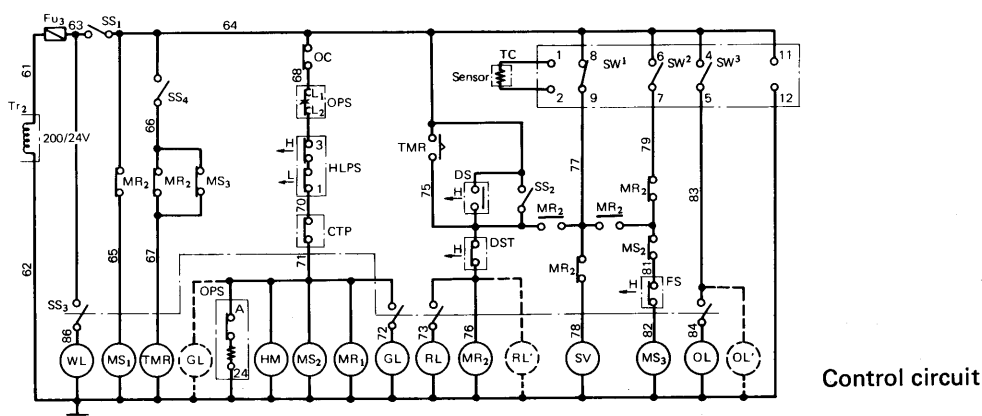 Fu3 63 SS1 64
61
Tr2
200/24V
62
SS4
66
MR2
MR2
MS3
65
67
OC
68
L1
L2
OPS
H
3
HLPS
L
1
70
CTP
71
TMR
75
DS
H
SS2
MR2
MR2
DST
H
TC
Sensor
1
2
8 SW1
9
6 SW2
7
4 SW3
5
11
12
77
79
83
MR2
MS2
81
H
FS
MR2
SS3
86
OPS
A
24
72
73
76
78
82
84
WL MS1 TMR GL HM MS2 MR1 GL RL MR2 RL' SV MS3 OL OL'
Control circuit